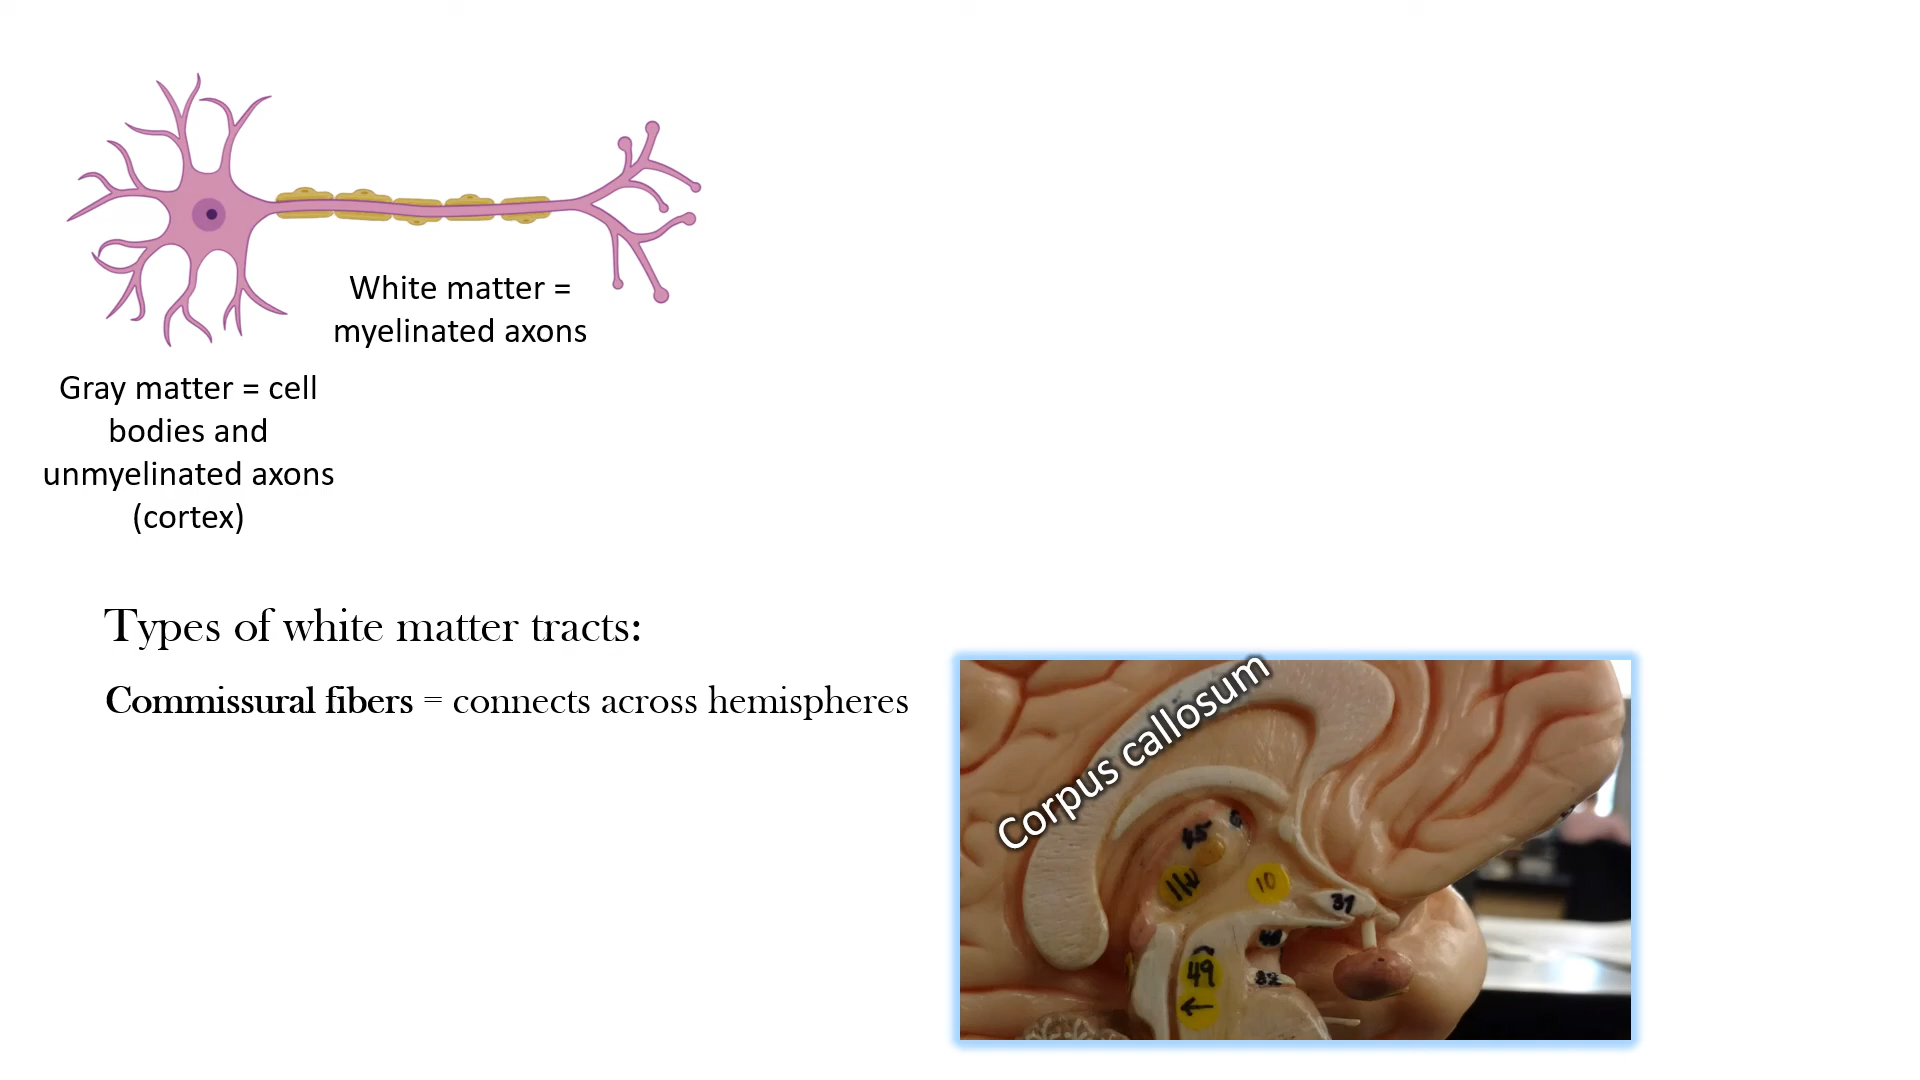 White matter =
myelinated axons
Gray matter = cell
bodies and
unmyelinated axons
(cortex)
Types of white matter tracts:
Commissural fibers = connects across hemispheres
Corpus callosum
45
10
37
49